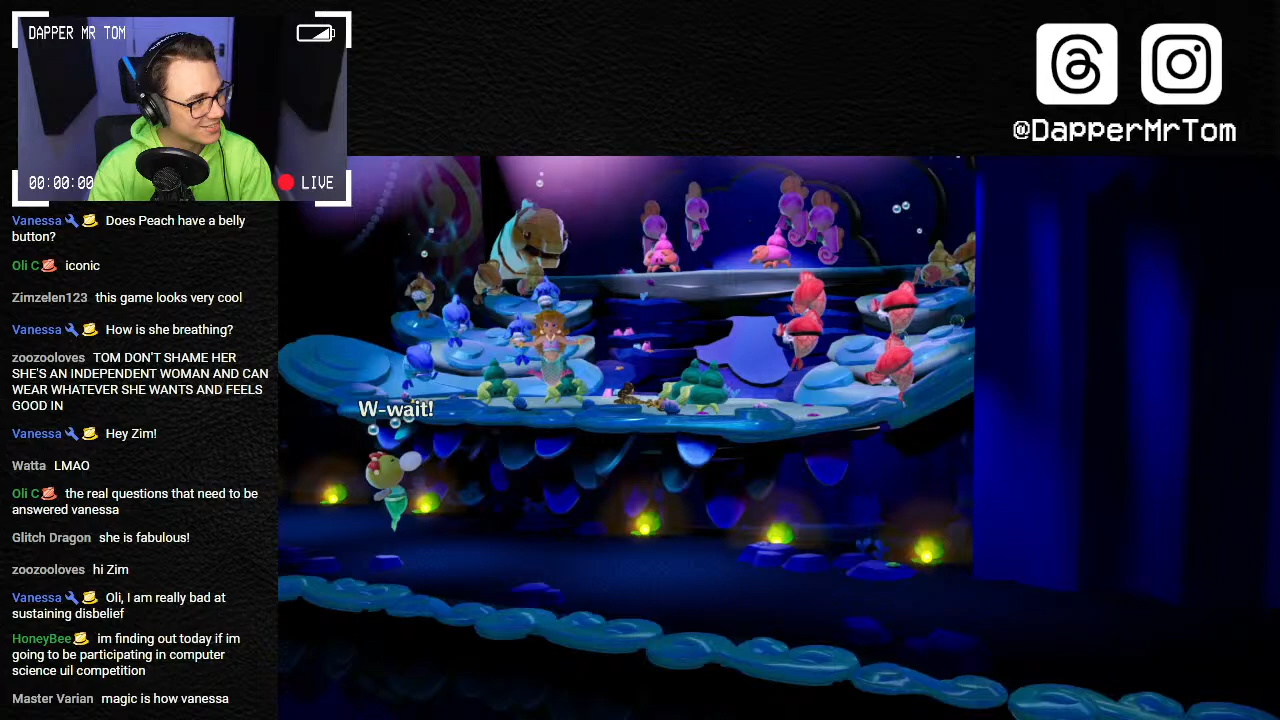 DAPPER MR TOM
00:00:00
LIVE
@DapperMrTom
Vanessa Does Peach have a belly
button?
Oli C iconic
Zimzelen123 this game looks very cool
Vanessa How is she breathing?
zoozooloves TOM DON'T SHAME HER
SHE'S AN INDEPENDENT WOMAN AND CAN
WEAR WHATEVER SHE WANTS AND FEELS
GOOD IN
Vanessa Hey Zim!
Watta LMAO
Oli C the real questions that need to be
answered vanessa
Glitch Dragon she is fabulous!
zoozooloves hi Zim
Vanessa Oli, I am really bad at
sustaining disbelief
HoneyBee im finding out today if im
going to be participating in computer
science uil competition
Master Varian magic is how vanessa
W-wait!